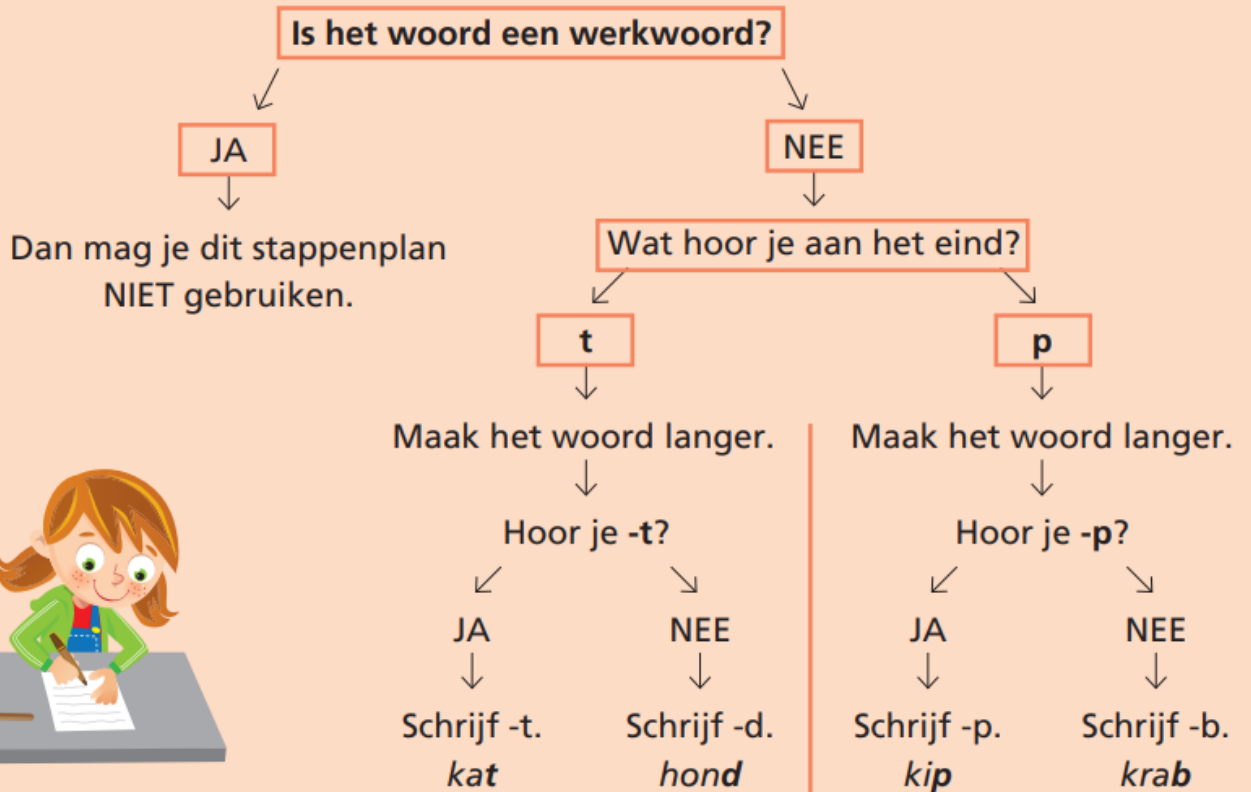 Is het woord een werkwoord?
JA
NEE
Dan mag je dit stappenplan
NIET gebruiken.
Wat hoor je aan het eind?
t
p
Maak het woord langer.
Maak het woord langer.
Hoor je -t?
Hoor je -p?
JA
NEE
JA
NEE
Schrijf -t.
Schrijf -d.
Schrijf -p.
Schrijf -b.
kat
hond
kip
krab